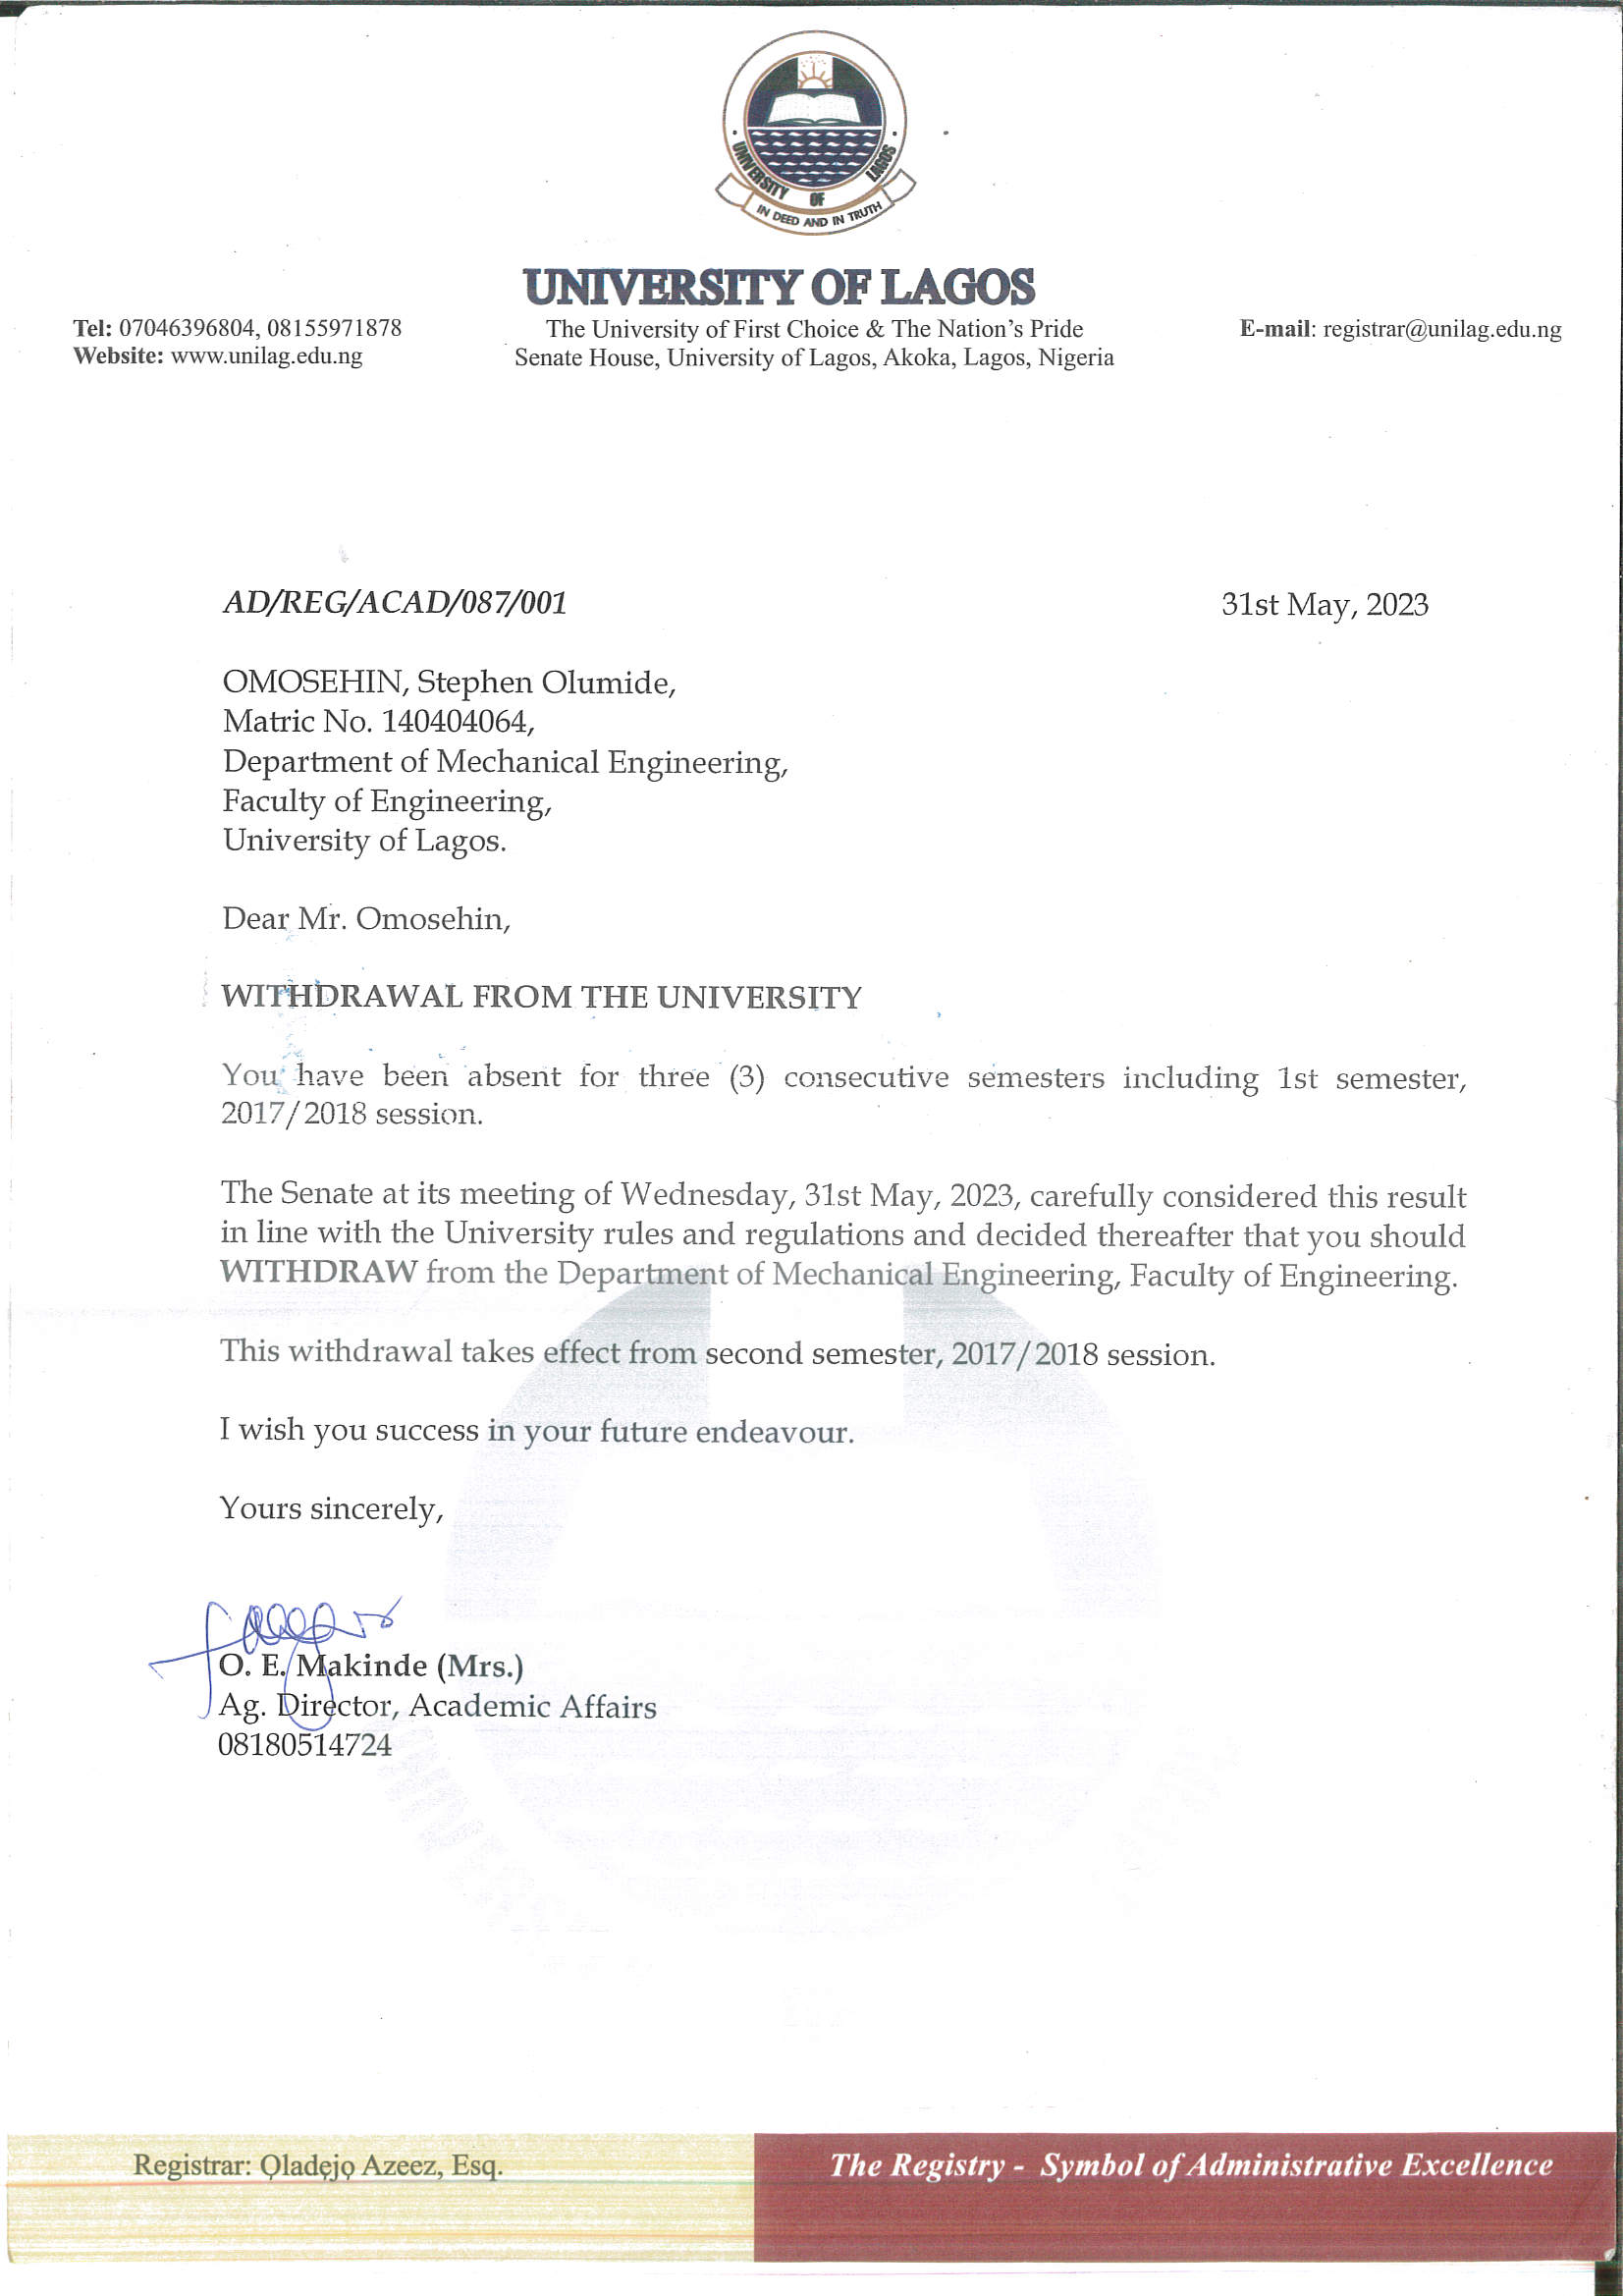 UNIVERSITY OF LAGOS
IN DEED AND IN TRUTH
UNIVERSITY OF LAGOS
Tel: 07046396804, 08155971878
Website: www.unilag.edu.ng
The University of First Choice & The Nation's Pride
Senate House, University of Lagos, Akoka, Lagos, Nigeria
E-mail: registrar@unilag.edu.ng
AD/REG/ACAD/087/001
31st May, 2023
OMOSEHIN, Stephen Olumide,
Matric No. 140404064,
Department of Mechanical Engineering,
Faculty of Engineering,
University of Lagos.
Dear Mr. Omosehin,
WITHDRAWAL FROM THE UNIVERSITY
You have been absent for three (3) consecutive semesters including 1st semester,
2017/2018 session.
The Senate at its meeting of Wednesday, 31st May, 2023, carefully considered this result
in line with the University rules and regulations and decided thereafter that you should
WITHDRAW from the Department of Mechanical Engineering, Faculty of Engineering.
This withdrawal takes effect from second semester, 2017/2018 session.
I wish you success in your future endeavour.
Yours sincerely,
O. E. Makinde (Mrs.)
Ag. Director, Academic Affairs
08180514724
Registrar: Ọladẹjọ Azeez, Esq.
The Registry - Symbol of Administrative Excellence